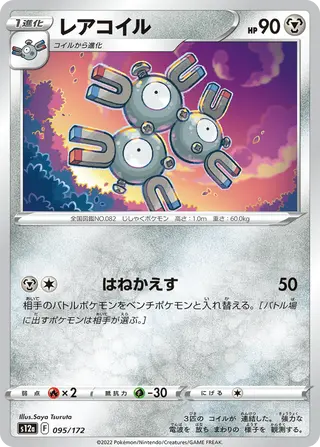 1進化
レアコイル
HP90
コイルから進化
全国図鑑NO.082 じしゃくポケモン 高さ：1.0m 重さ：60.0kg
はねかえす 50
相手のバトルポケモンをベンチポケモンと入れ替える。[バトル場に出すポケモンは相手が選ぶ。]
弱点 ×2 抵抗力 -30 にげる
Illus.Saya Tsuruta
s12a F 095/172
3匹の コイルが 連結した。 強力な
電波を 放ち まわりの 様子を 観測する。
©2022 Pokémon/Nintendo/Creatures/GAME FREAK.